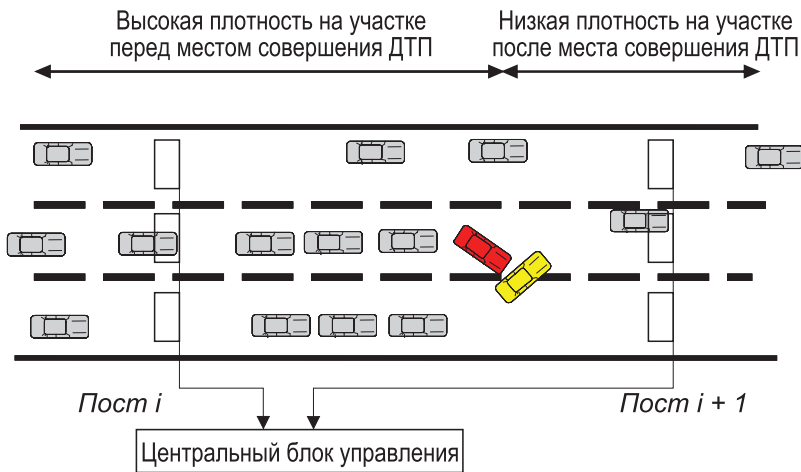 Высокая плотность на участке
перед местом совершения ДТП
Низкая плотность на участке
после места совершения ДТП
Пост i
Пост i + 1
Центральный блок управления